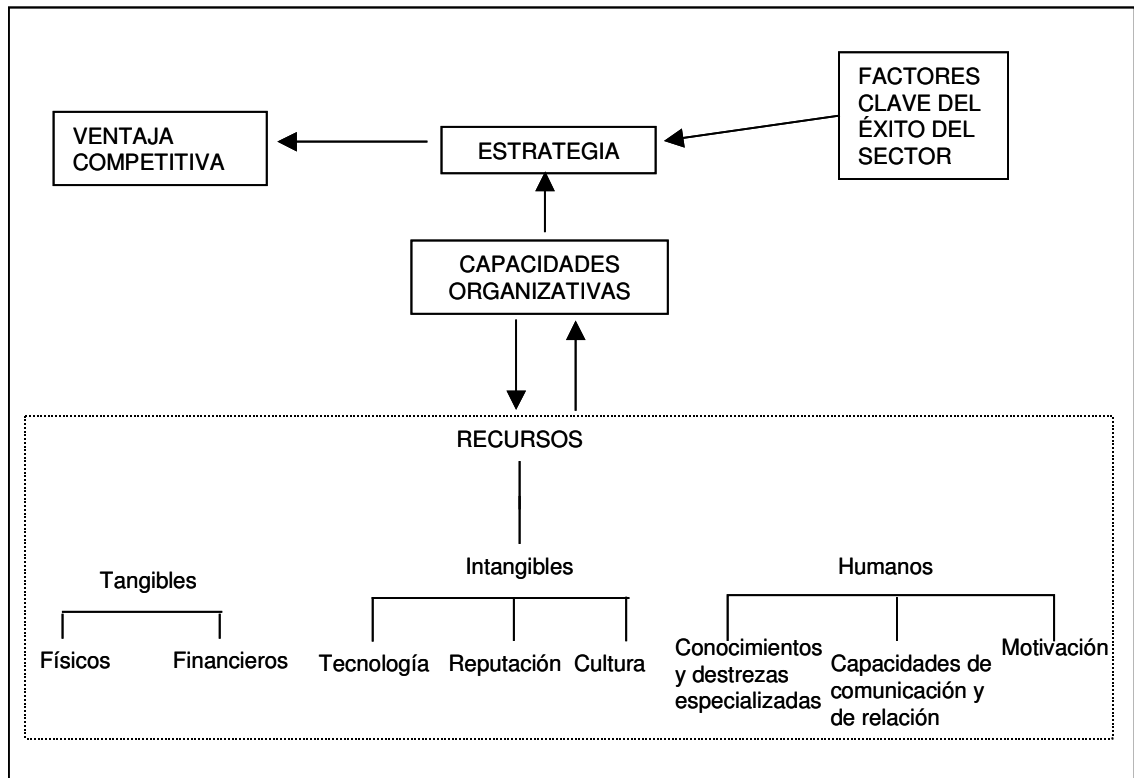 FACTORES
CLAVE DEL
ÉXITO DEL
SECTOR
VENTAJA
COMPETITIVA
ESTRATEGIA
CAPACIDADES
ORGANIZATIVAS
RECURSOS
Tangibles
Intangibles
Humanos
Físicos
Financieros
Tecnología
Reputación
Cultura
Conocimientos
y destrezas
especializadas
Capacidades de
comunicación y
de relación
Motivación